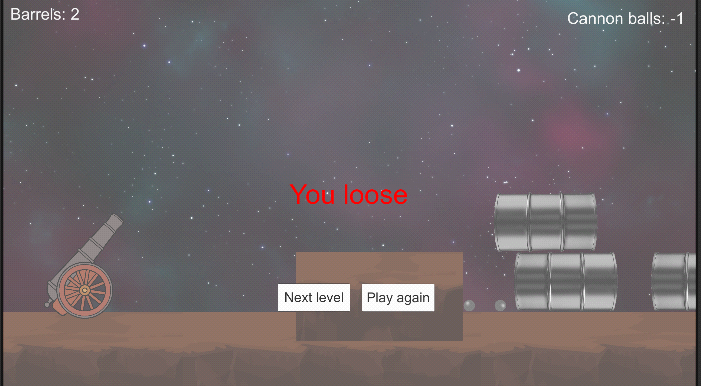 Barrels: 2
Cannon balls: -1
You loose
Next level
Play again